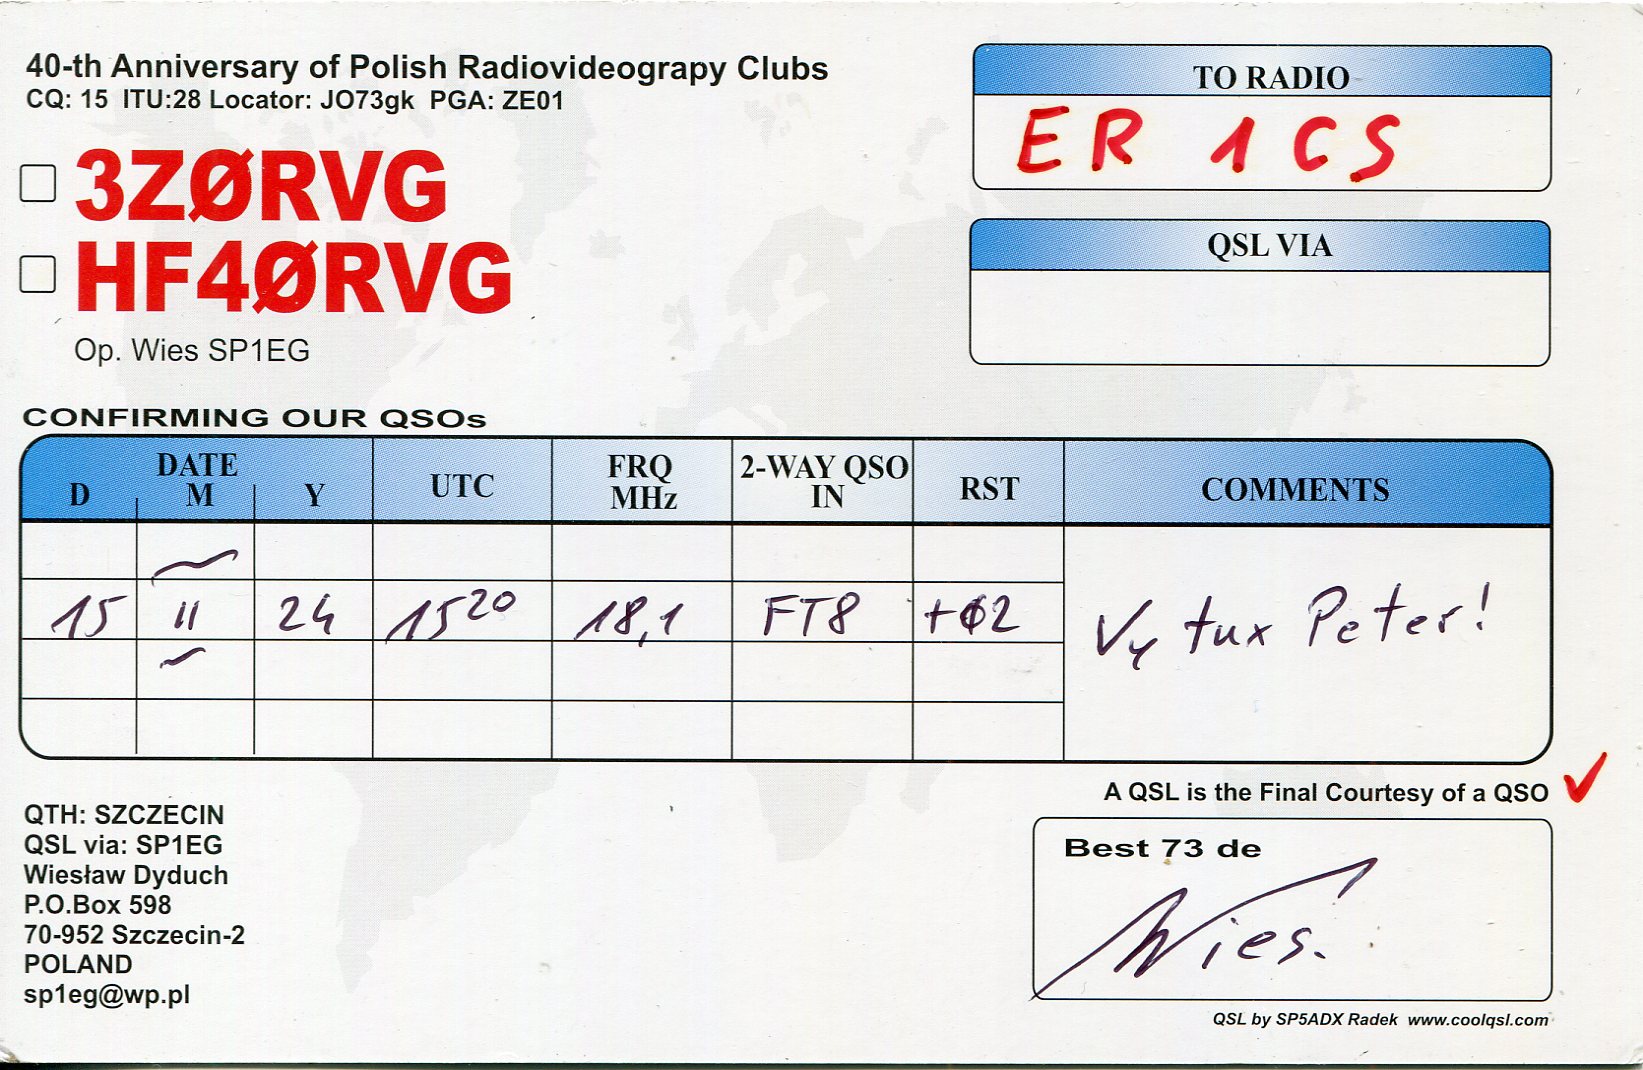 40-th Anniversary of Polish Radiovideograpy Clubs
CQ: 15 ITU:28 Locator: JO73gk PGA: ZE01
3ZØRVG
HF4ØRVG
Op. Wies SP1EG
TO RADIO
ER 1CS
QSL VIA
CONFIRMING OUR QSOs
DATE
D M Y
UTC
FRQ
MHz
2-WAY QSO
IN
RST
COMMENTS
15 II 24 15 20 18,1 FT8 +Ø2
Vy tux Peter!
QTH: SZCZECIN
QSL via: SP1EG
Wiesław Dyduch
P.O.Box 598
70-952 Szczecin-2
POLAND
sp1eg@wp.pl
A QSL is the Final Courtesy of a QSO
Best 73 de
Wies.
QSL by SP5ADX Radek www.coolqsl.com